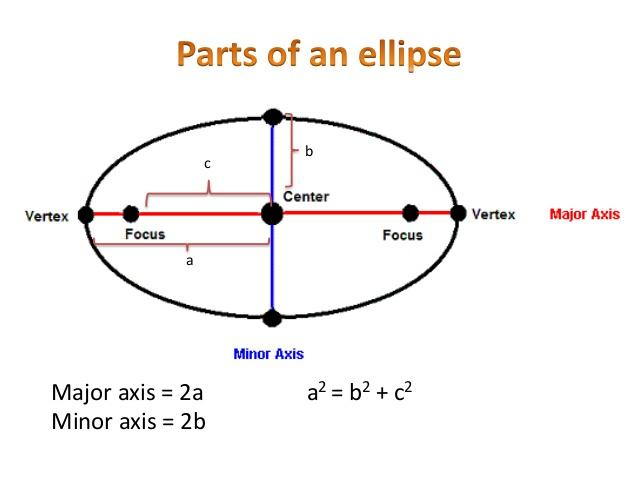 Parts of an ellipse
b
c
Center
Vertex
Vertex
Major Axis
Focus
Focus
a
Minor Axis
Major axis = 2a
a² = b² + c²
Minor axis = 2b